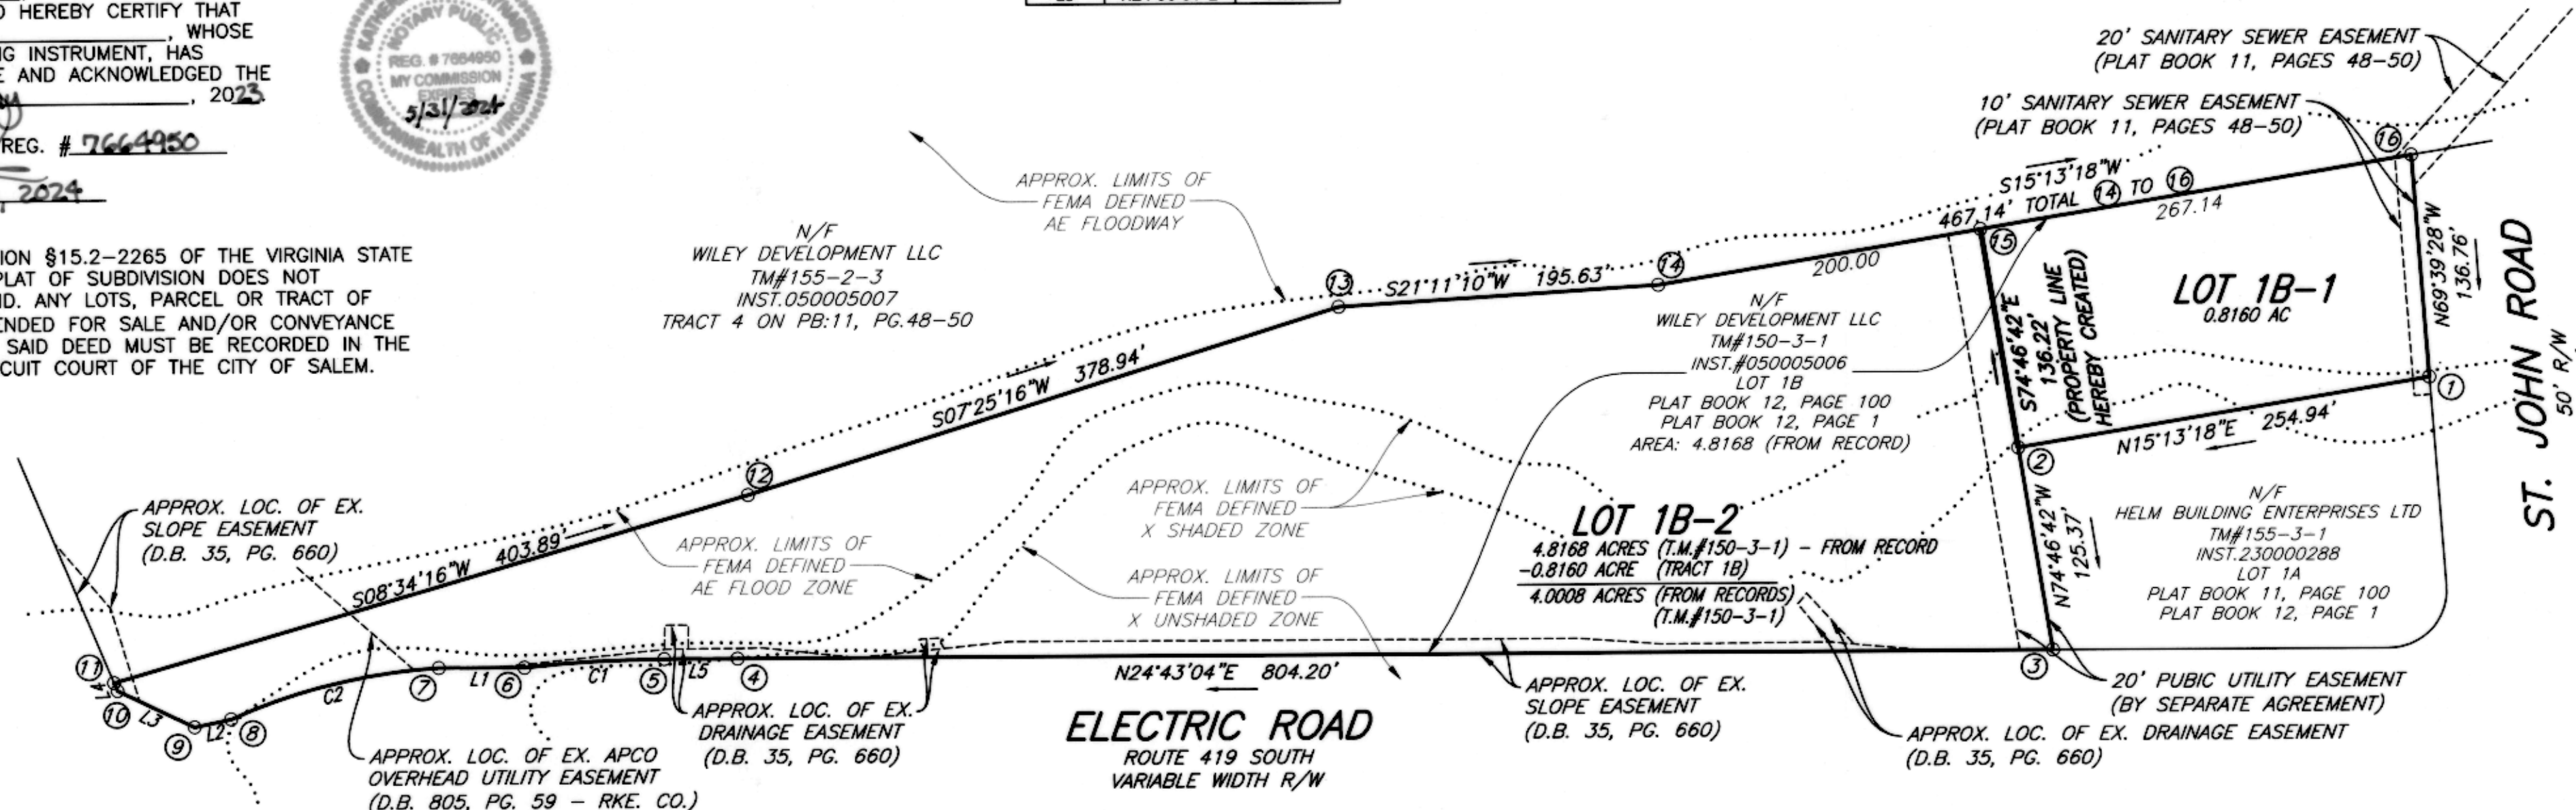 O HEREBY CERTIFY THAT
, WHOSE
G INSTRUMENT, HAS
E AND ACKNOWLEDGED THE
, 2023.
REG. # 7664950
, 2024
COMMONWEALTH OF VIRGINIA
NOTARY PUBLIC
REG. # 7664950
MY COMMISSION
EXPIRES
5/31/2024
ION §15.2-2265 OF THE VIRGINIA STATE
PLAT OF SUBDIVISION DOES NOT
ND. ANY LOTS, PARCEL OR TRACT OF
ENDED FOR SALE AND/OR CONVEYANCE
SAID DEED MUST BE RECORDED IN THE
CUIT COURT OF THE CITY OF SALEM.
N/F
WILEY DEVELOPMENT LLC
TM#155-2-3
INST.050005007
TRACT 4 ON PB:11, PG.48-50
APPROX. LIMITS OF
FEMA DEFINED
AE FLOODWAY
20' SANITARY SEWER EASEMENT
(PLAT BOOK 11, PAGES 48-50)
10' SANITARY SEWER EASEMENT
(PLAT BOOK 11, PAGES 48-50)
16
S15°13'18"W
467.14' TOTAL 14 TO 16
267.14
15
200.00
14
S21°11'10"W 195.63'
13
S07°25'16"W 378.94'
12
S08°34'16"W 403.89
N/F
WILEY DEVELOPMENT LLC
TM#150-3-1
INST.#050005006
LOT 1B
PLAT BOOK 12, PAGE 100
PLAT BOOK 12, PAGE 1
AREA: 4.8168 (FROM RECORD)
S74°46'42"E
136.22'
(PROPERTY LINE
HEREBY CREATED)
LOT 1B-1
0.8160 AC
N69°39'28"W
136.76'
ST. JOHN ROAD
50' R/W
1
N15°13'18"E 254.94'
2
N74°46'42"W
125.37'
N/F
HELM BUILDING ENTERPRISES LTD
TM#155-3-1
INST.230000288
LOT 1A
PLAT BOOK 11, PAGE 100
PLAT BOOK 12, PAGE 1
APPROX. LOC. OF EX.
SLOPE EASEMENT
(D.B. 35, PG. 660)
APPROX. LIMITS OF
FEMA DEFINED
AE FLOOD ZONE
APPROX. LIMITS OF
FEMA DEFINED
X SHADED ZONE
APPROX. LIMITS OF
FEMA DEFINED
X UNSHADED ZONE
LOT 1B-2
4.8168 ACRES (T.M.#150-3-1) - FROM RECORD
-0.8160 ACRE (TRACT 1B)
4.0008 ACRES (FROM RECORDS)
(T.M.#150-3-1)
11
L4
10
L3
9
L2
8
C2
7
L1
6
C1
5
L5
4
N24°43'04"E 804.20'
3
ELECTRIC ROAD
ROUTE 419 SOUTH
VARIABLE WIDTH R/W
APPROX. LOC. OF EX. APCO
OVERHEAD UTILITY EASEMENT
(D.B. 805, PG. 59 - RKE. CO.)
APPROX. LOC. OF EX.
DRAINAGE EASEMENT
(D.B. 35, PG. 660)
APPROX. LOC. OF EX.
SLOPE EASEMENT
(D.B. 35, PG. 660)
20' PUBIC UTILITY EASEMENT
(BY SEPARATE AGREEMENT)
APPROX. LOC. OF EX. DRAINAGE EASEMENT
(D.B. 35, PG. 660)